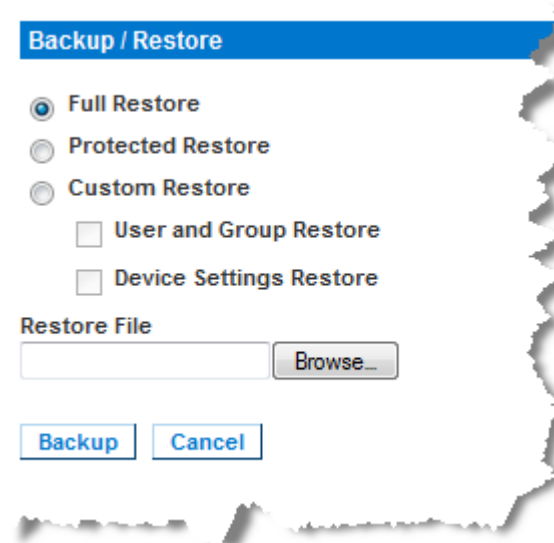 Backup / Restore
Full Restore
Protected Restore
Custom Restore
User and Group Restore
Device Settings Restore
Restore File
Browse...
Backup Cancel